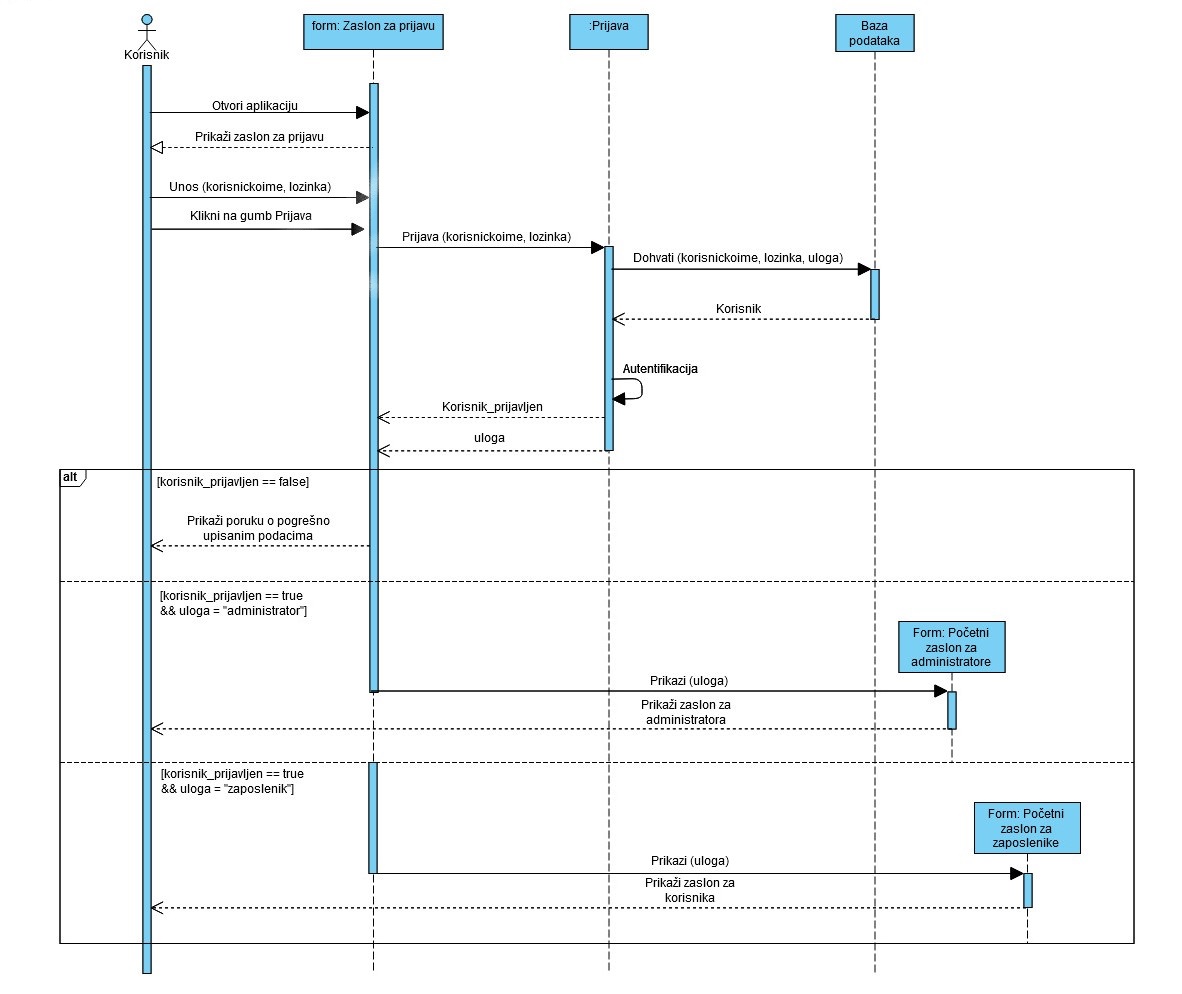 Korisnik
form: Zaslon za prijavu
:Prijava
Baza
podataka
Otvori aplikaciju
Prikaži zaslon za prijavu
Unos (korisnickoime, lozinka)
Klikni na gumb Prijava
Prijava (korisnickoime, lozinka)
Dohvati (korisnickoime, lozinka, uloga)
Korisnik
Autentifikacija
Korisnik_prijavljen
uloga
alt
[korisnik_prijavljen == false]
Prikaži poruku o pogrešno
upisanim podacima
[korisnik_prijavljen == true
&& uloga = "administrator"]
Form: Početni
zaslon za
administratore
Prikazi (uloga)
Prikaži zaslon za
administratora
[korisnik_prijavljen == true
&& uloga = "zaposlenik"]
Form: Početni
zaslon za
zaposlenike
Prikazi (uloga)
Prikaži zaslon za
korisnika